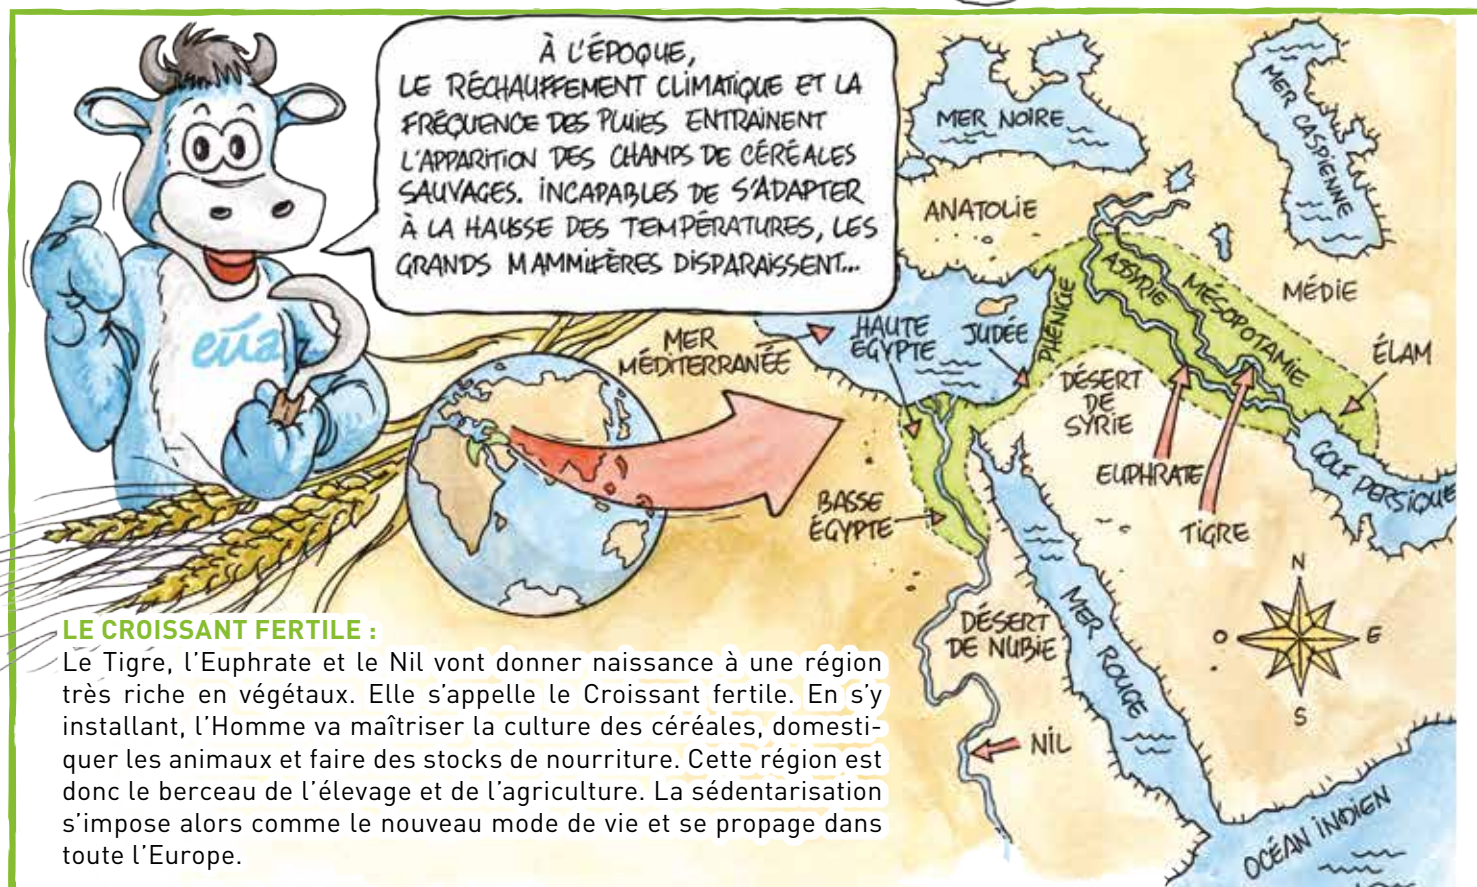 À L'ÉPOQUE,
LE RÉCHAUFFEMENT CLIMATIQUE ET LA
FRÉQUENCE DES PLUIES ENTRAINENT
L'APPARITION DES CHAMPS DE CÉRÉALES
SAUVAGES. INCAPABLES DE S'ADAPTER
À LA HAUSSE DES TEMPÉRATURES, LES
GRANDS MAMMIFÈRES DISPARAISSENT...
MER NOIRE
MER CASPIENNE
ANATOLIE
ASSYRIE
MÉSOPOTAMIE
MÉDIE
ÉLAM
PHÉNICIE
MER
MÉDITERRANÉE
HAUTE
ÉGYPTE
JUDÉE
DÉSERT
DE
SYRIE
EUPHRATE
TIGRE
GOLF PERSIQUE
BASSE
ÉGYPTE
DÉSERT
DE NUBIE
MER ROUGE
NIL
OCÉAN INDIEN
N
O
E
S
LE CROISSANT FERTILE :
Le Tigre, l'Euphrate et le Nil vont donner naissance à une région
très riche en végétaux. Elle s'appelle le Croissant fertile. En s'y
installant, l'Homme va maîtriser la culture des céréales, domesti-
quer les animaux et faire des stocks de nourriture. Cette région est
donc le berceau de l'élevage et de l'agriculture. La sédentarisation
s'impose alors comme le nouveau mode de vie et se propage dans
toute l'Europe.